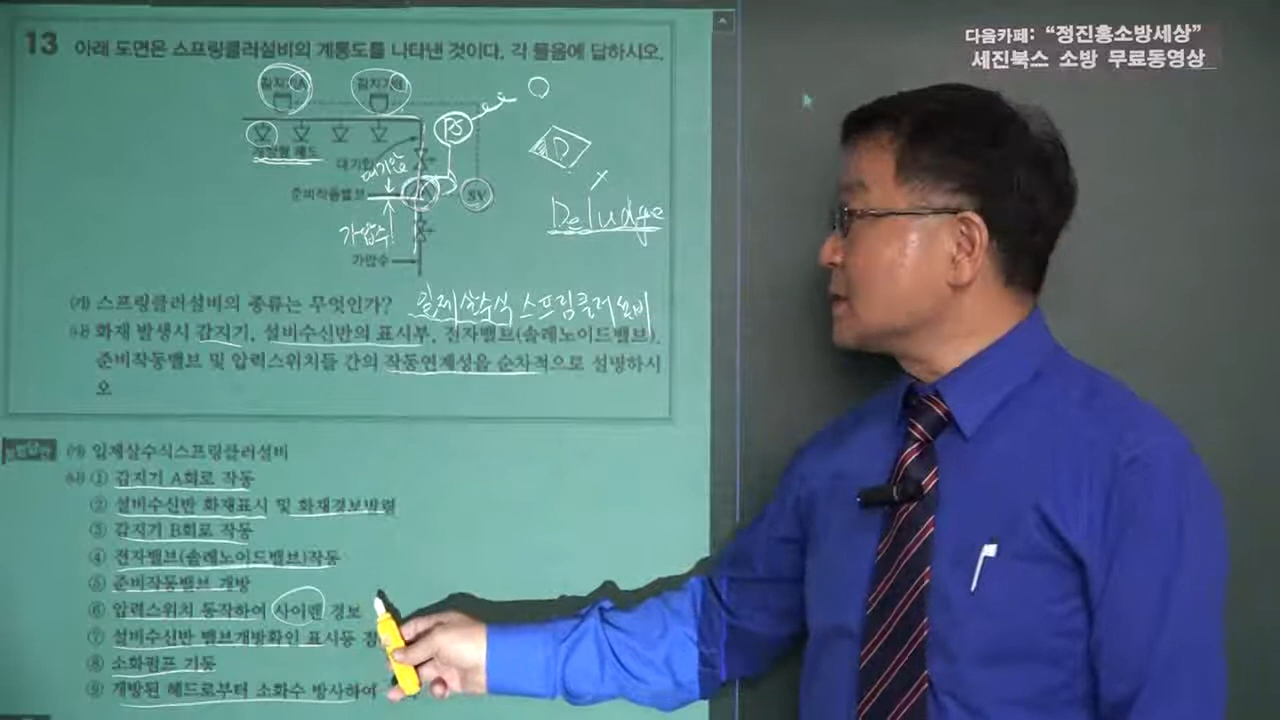 다음카페: “정진홍소방세상”
세진북스 소방 무료동영상
13 아래 도면은 스프링클러설비의 계통도를 나타낸 것이다. 각 물음에 답하시오.
감지기A 감지기B
PS
개방형 헤드
대기압
대기압
D
준비작동밸브
SV
Deludge
가압수
가압수
(가) 스프링클러설비의 종류는 무엇인가? 일제살수식 스프링클러설비
(나) 화재 발생시 감지기, 설비수신반의 표시부, 전자밸브(솔레노이드밸브),
준비작동밸브 및 압력스위치들 간의 작동연계성을 순차적으로 설명하시
오
(가) 일제살수식스프링클러설비
(나) ① 감지기 A회로 작동
② 설비수신반 화재표시 및 화재경보발령
③ 감지기 B회로 작동
④ 전자밸브(솔레노이드밸브)작동
⑤ 준비작동밸브 개방
⑥ 압력스위치 동작하여 사이렌 경보
⑦ 설비수신반 밸브개방확인 표시등 점
⑧ 소화펌프 기동
⑨ 개방된 헤드로부터 소화수 방사하여